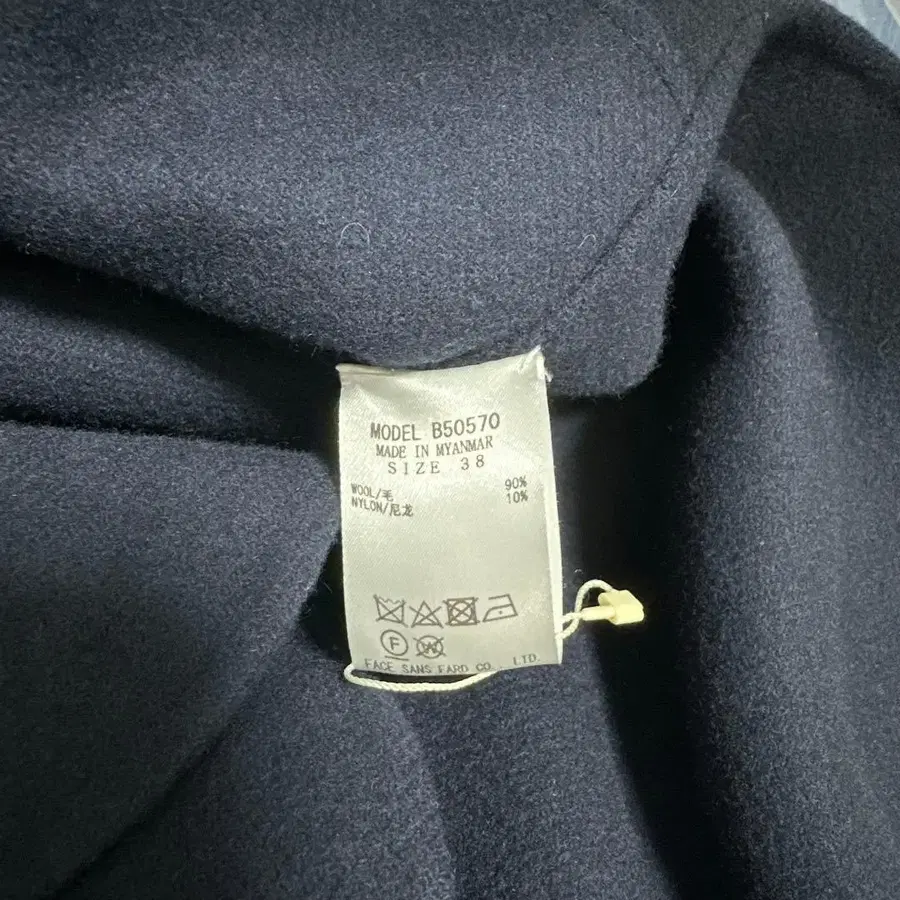 MODEL B50570
MADE IN MYANMAR
SIZE 38
WOOL/毛 90%
NYLON/尼龙 10%
F W
FACE SANS FARD CO., LTD.